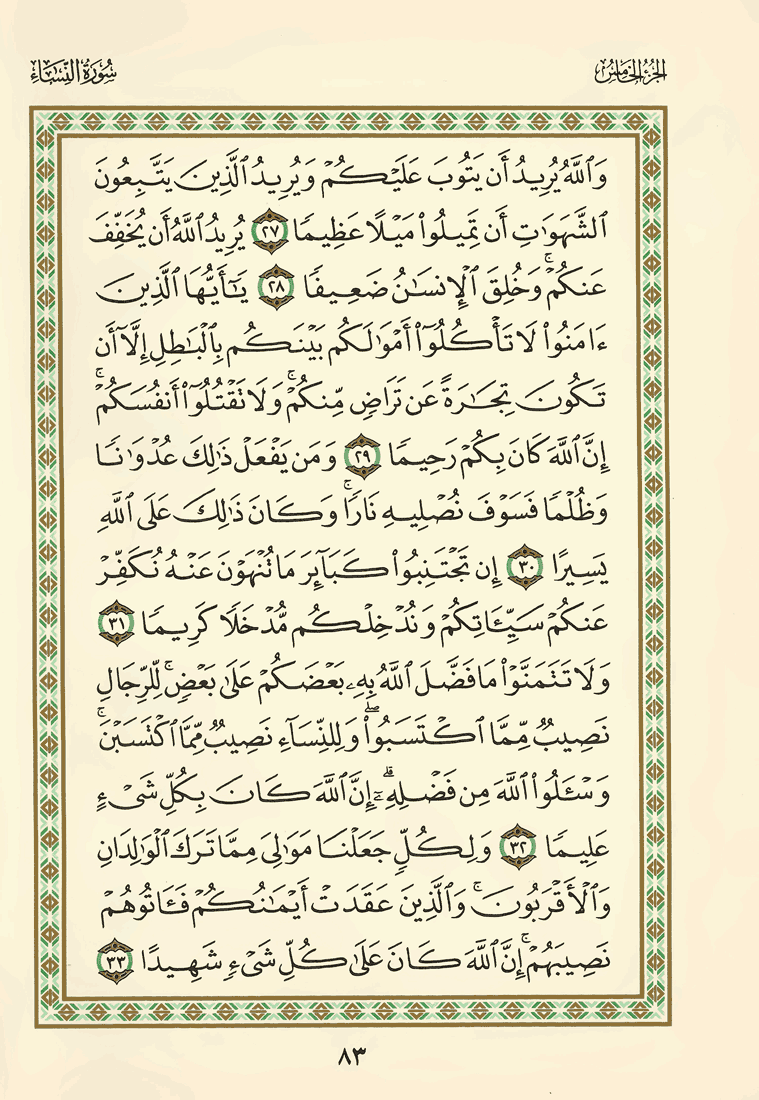 الجزء الخامس
سورة النساء
وَٱللَّهُ يُرِيدُ أَن يَتُوبَ عَلَيْكُمْ وَيُرِيدُ ٱلَّذِينَ يَتَّبِعُونَ
ٱلشَّهَوَٰتِ أَن تَمِيلُوا۟ مَيْلًا عَظِيمًا ٢٧ يُرِيدُ ٱللَّهُ أَن يُخَفِّفَ
عَنكُمْ ۚ وَخُلِقَ ٱلْإِنسَٰنُ ضَعِيفًا ٢٨ يَٰٓأَيُّهَا ٱلَّذِينَ
ءَامَنُوا۟ لَا تَأْكُلُوٓا۟ أَمْوَٰلَكُم بَيْنَكُم بِٱلْبَٰطِلِ إِلَّآ أَن
تَكُونَ تِجَٰرَةً عَن تَرَاضٍ مِّنكُمْ ۚ وَلَا تَقْتُلُوٓا۟ أَنفُسَكُمْ ۚ
إِنَّ ٱللَّهَ كَانَ بِكُمْ رَحِيمًا ٢٩ وَمَن يَفْعَلْ ذَٰلِكَ عُدْوَٰنًا
وَظُلْمًا فَسَوْفَ نُصْلِيهِ نَارًا ۚ وَكَانَ ذَٰلِكَ عَلَى ٱللَّهِ
يَسِيرًا ٣٠ إِن تَجْتَنِبُوا۟ كَبَآئِرَ مَا تُنْهَوْنَ عَنْهُ نُكَفِّرْ
عَنكُمْ سَيِّـَٔاتِكُمْ وَنُدْخِلْكُم مُّدْخَلًا كَرِيمًا ٣١
وَلَا تَتَمَنَّوْا۟ مَا فَضَّلَ ٱللَّهُ بِهِۦ بَعْضَكُمْ عَلَىٰ بَعْضٍ ۚ لِّلرِّجَالِ
نَصِيبٌ مِّمَّا ٱكْتَسَبُوا۟ ۖ وَلِلنِّسَآءِ نَصِيبٌ مِّمَّا ٱكْتَسَبْنَ ۚ
وَسْـَٔلُوا۟ ٱللَّهَ مِن فَضْلِهِۦٓ ۗ إِنَّ ٱللَّهَ كَانَ بِكُلِّ شَىْءٍ
عَلِيمًا ٣٢ وَلِكُلٍّ جَعَلْنَا مَوَٰلِىَ مِمَّا تَرَكَ ٱلْوَٰلِدَانِ
وَٱلْأَقْرَبُونَ ۚ وَٱلَّذِينَ عَقَدَتْ أَيْمَٰنُكُمْ فَـَٔاتُوهُمْ
نَصِيبَهُمْ ۚ إِنَّ ٱللَّهَ كَانَ عَلَىٰ كُلِّ شَىْءٍ شَهِيدًا ٣٣
٨٣